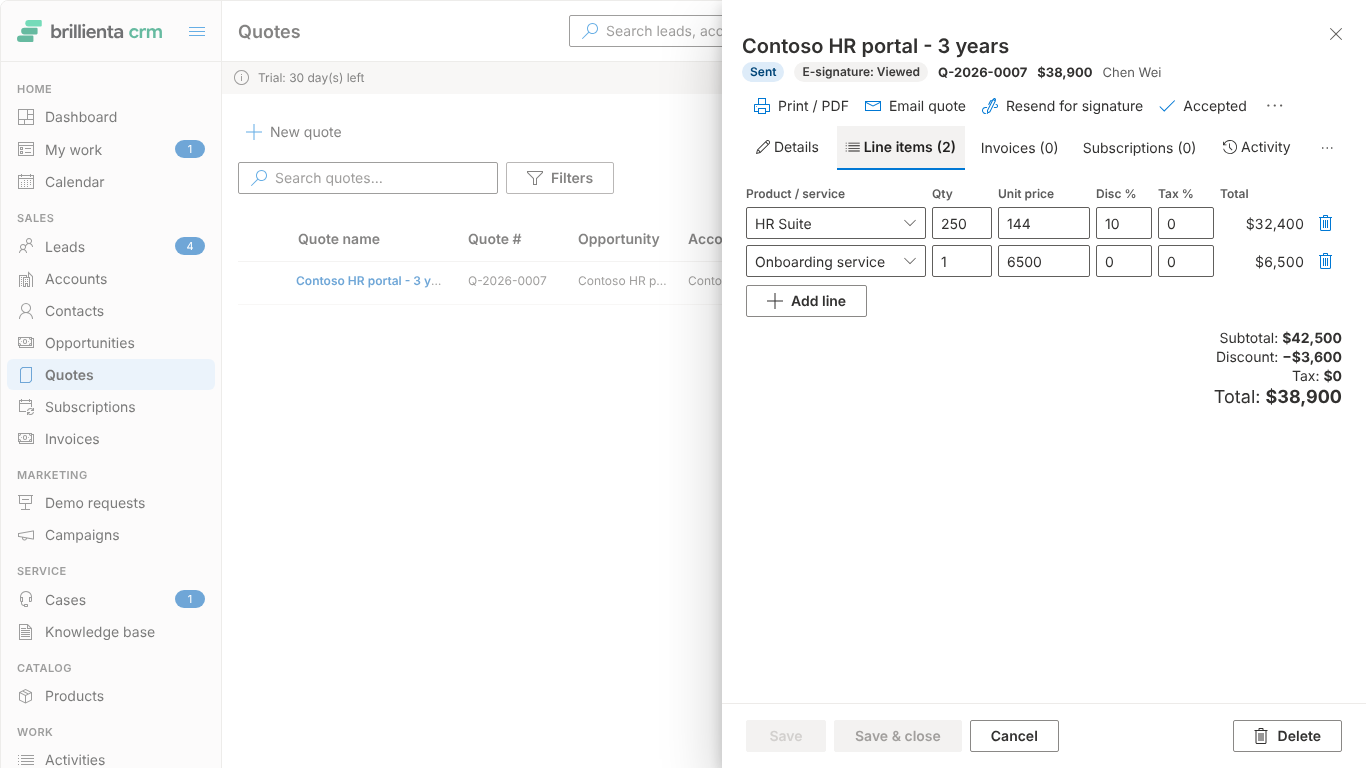 brillienta crm
Quotes
Search leads, acc
Trial: 30 day(s) left
HOME
Dashboard
My work 1
Calendar
SALES
Leads 4
Accounts
Contacts
Opportunities
Quotes
Subscriptions
Invoices
MARKETING
Demo requests
Campaigns
SERVICE
Cases 1
Knowledge base
CATALOG
Products
WORK
Activities
New quote
Search quotes...
Filters
Quote name Quote # Opportunity Acco
Contoso HR portal - 3 y... Q-2026-0007 Contoso HR p... Conto
Contoso HR portal - 3 years
Sent E-signature: Viewed Q-2026-0007 $38,900 Chen Wei
Print / PDF Email quote Resend for signature Accepted ...
Details Line items (2) Invoices (0) Subscriptions (0) Activity ...
Product / service Qty Unit price Disc % Tax % Total
HR Suite 250 144 10 0 $32,400
Onboarding service 1 6500 0 0 $6,500
Add line
Subtotal: $42,500
Discount: −$3,600
Tax: $0
Total: $38,900
Save Save & close Cancel Delete